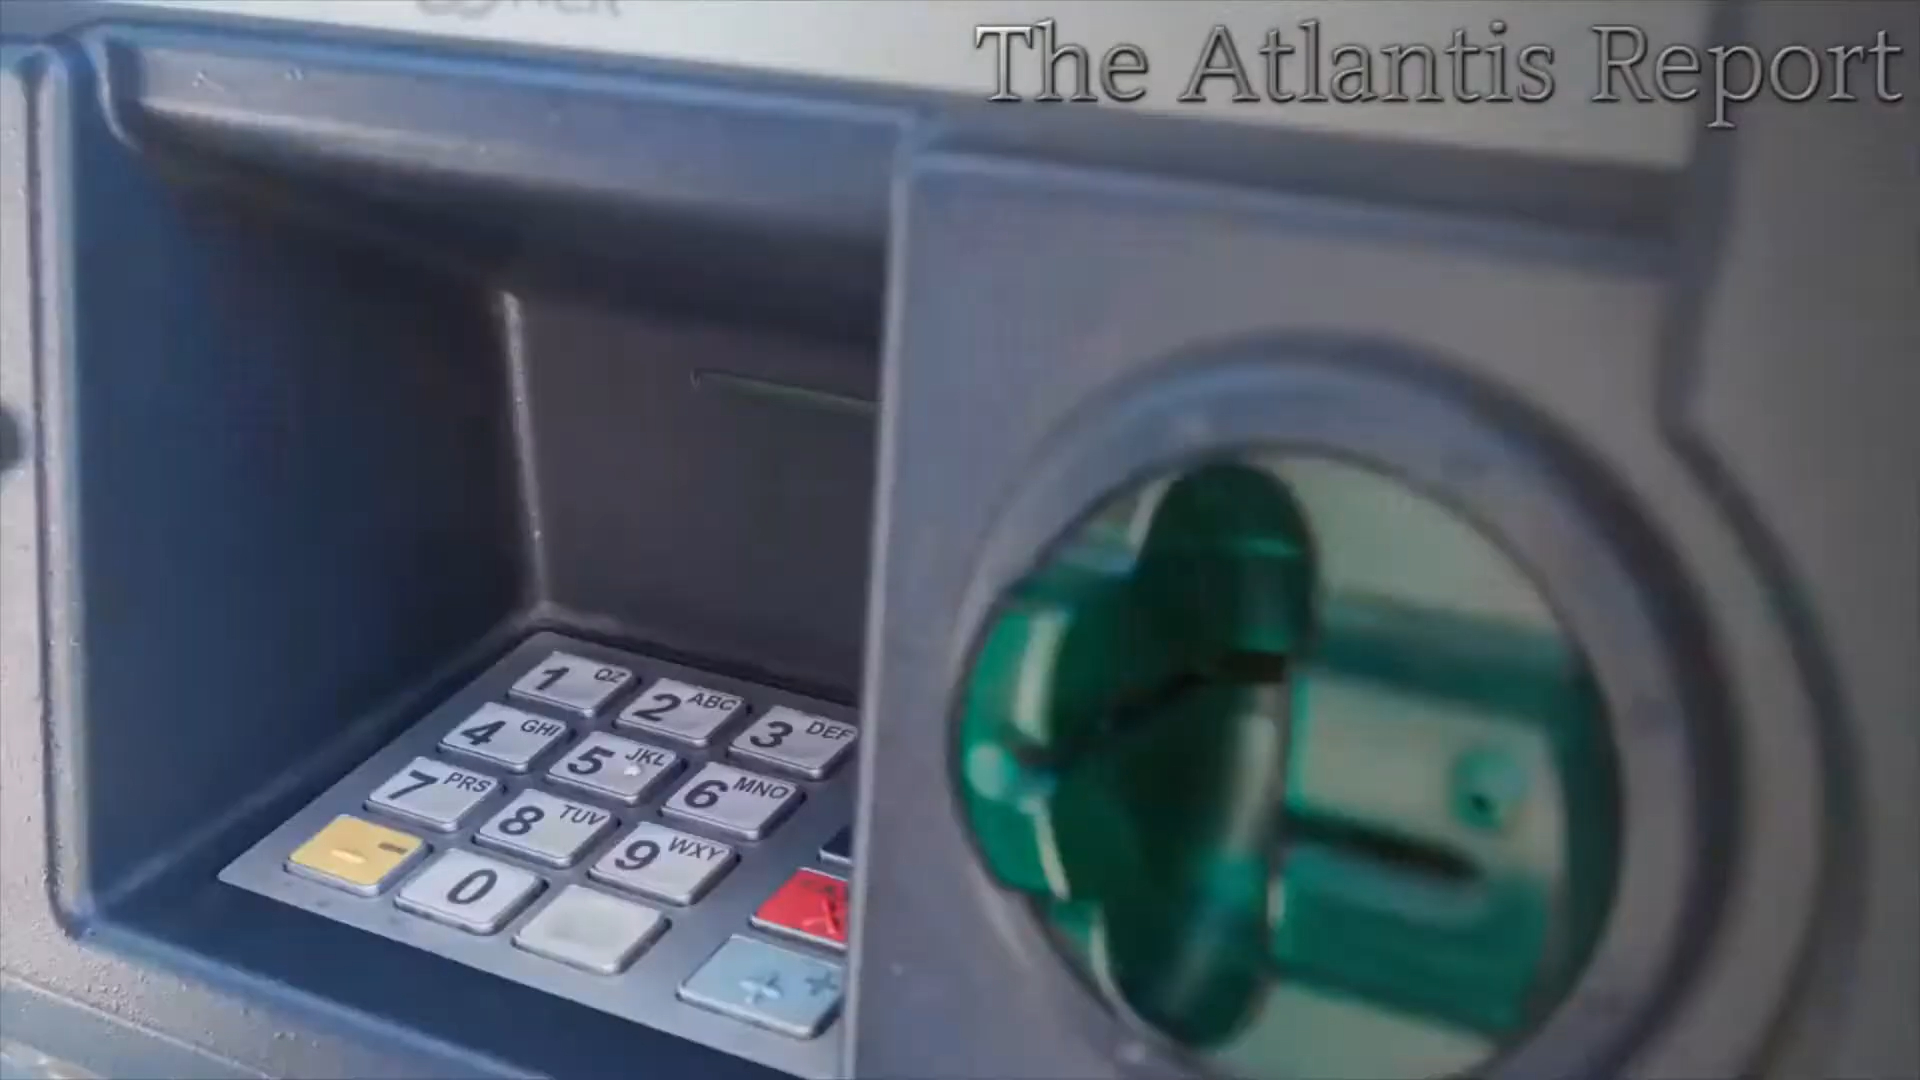 The Atlantis Report
1 QZ 2 ABC 3 DEF
4 GHI 5 JKL 6 MNO
7 PRS 8 TUV 9 WXY
0